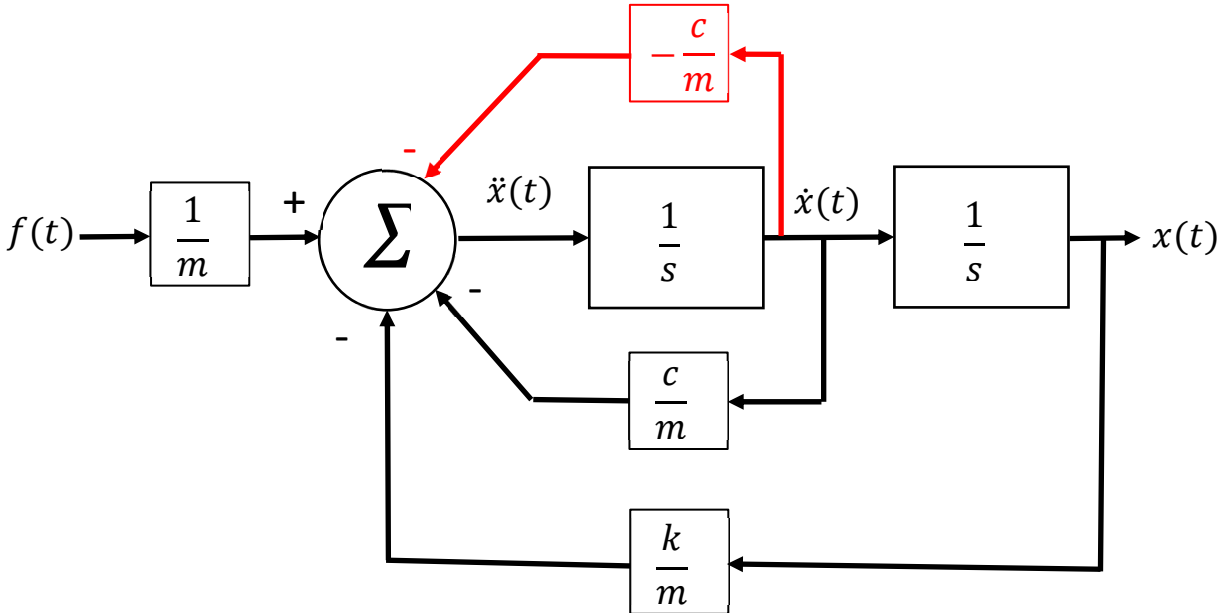 − c/m
-
f(t)
1/m
+
Σ
ẍ(t)
1/s
ẋ(t)
1/s
x(t)
-
-
c/m
k/m